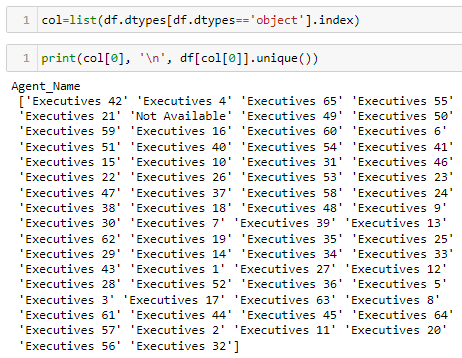 1 col=list(df.dtypes[df.dtypes=='object'].index)
1 print(col[0], '\n', df[col[0]].unique())
Agent_Name
['Executives 42' 'Executives 4' 'Executives 65' 'Executives 55'
'Executives 21' 'Not Available' 'Executives 49' 'Executives 50'
'Executives 59' 'Executives 16' 'Executives 60' 'Executives 6'
'Executives 51' 'Executives 40' 'Executives 54' 'Executives 41'
'Executives 15' 'Executives 10' 'Executives 31' 'Executives 46'
'Executives 22' 'Executives 26' 'Executives 53' 'Executives 23'
'Executives 47' 'Executives 37' 'Executives 58' 'Executives 24'
'Executives 38' 'Executives 18' 'Executives 48' 'Executives 9'
'Executives 30' 'Executives 7' 'Executives 39' 'Executives 13'
'Executives 62' 'Executives 19' 'Executives 35' 'Executives 25'
'Executives 29' 'Executives 14' 'Executives 34' 'Executives 33'
'Executives 43' 'Executives 1' 'Executives 27' 'Executives 12'
'Executives 28' 'Executives 52' 'Executives 36' 'Executives 5'
'Executives 3' 'Executives 17' 'Executives 63' 'Executives 8'
'Executives 61' 'Executives 44' 'Executives 45' 'Executives 64'
'Executives 57' 'Executives 2' 'Executives 11' 'Executives 20'
'Executives 56' 'Executives 32']